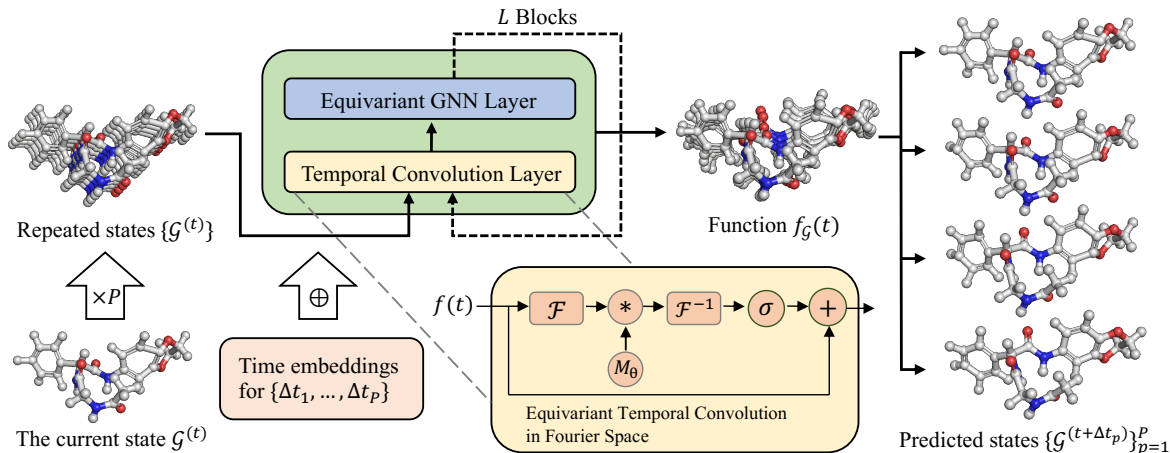 L Blocks
Equivariant GNN Layer
Temporal Convolution Layer
Repeated states {𝒢^(t)}
Function f_𝒢(t)
×P
⊕
f(t)
ℱ
*
ℱ^−1
σ
+
M_θ
Time embeddings
for {Δt_1, …, Δt_P}
Equivariant Temporal Convolution
in Fourier Space
The current state 𝒢^(t)
Predicted states {𝒢^(t+Δt_p)}_{p=1}^P